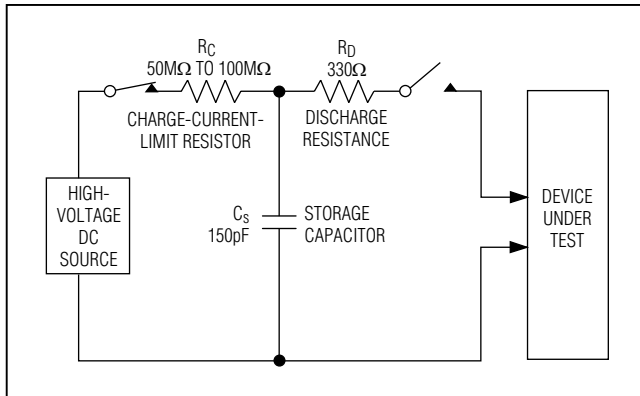 R_C
50MΩ TO 100MΩ
CHARGE-CURRENT-
LIMIT RESISTOR
R_D
330Ω
DISCHARGE
RESISTANCE
HIGH-
VOLTAGE
DC
SOURCE
C_S
150pF
STORAGE
CAPACITOR
DEVICE
UNDER
TEST